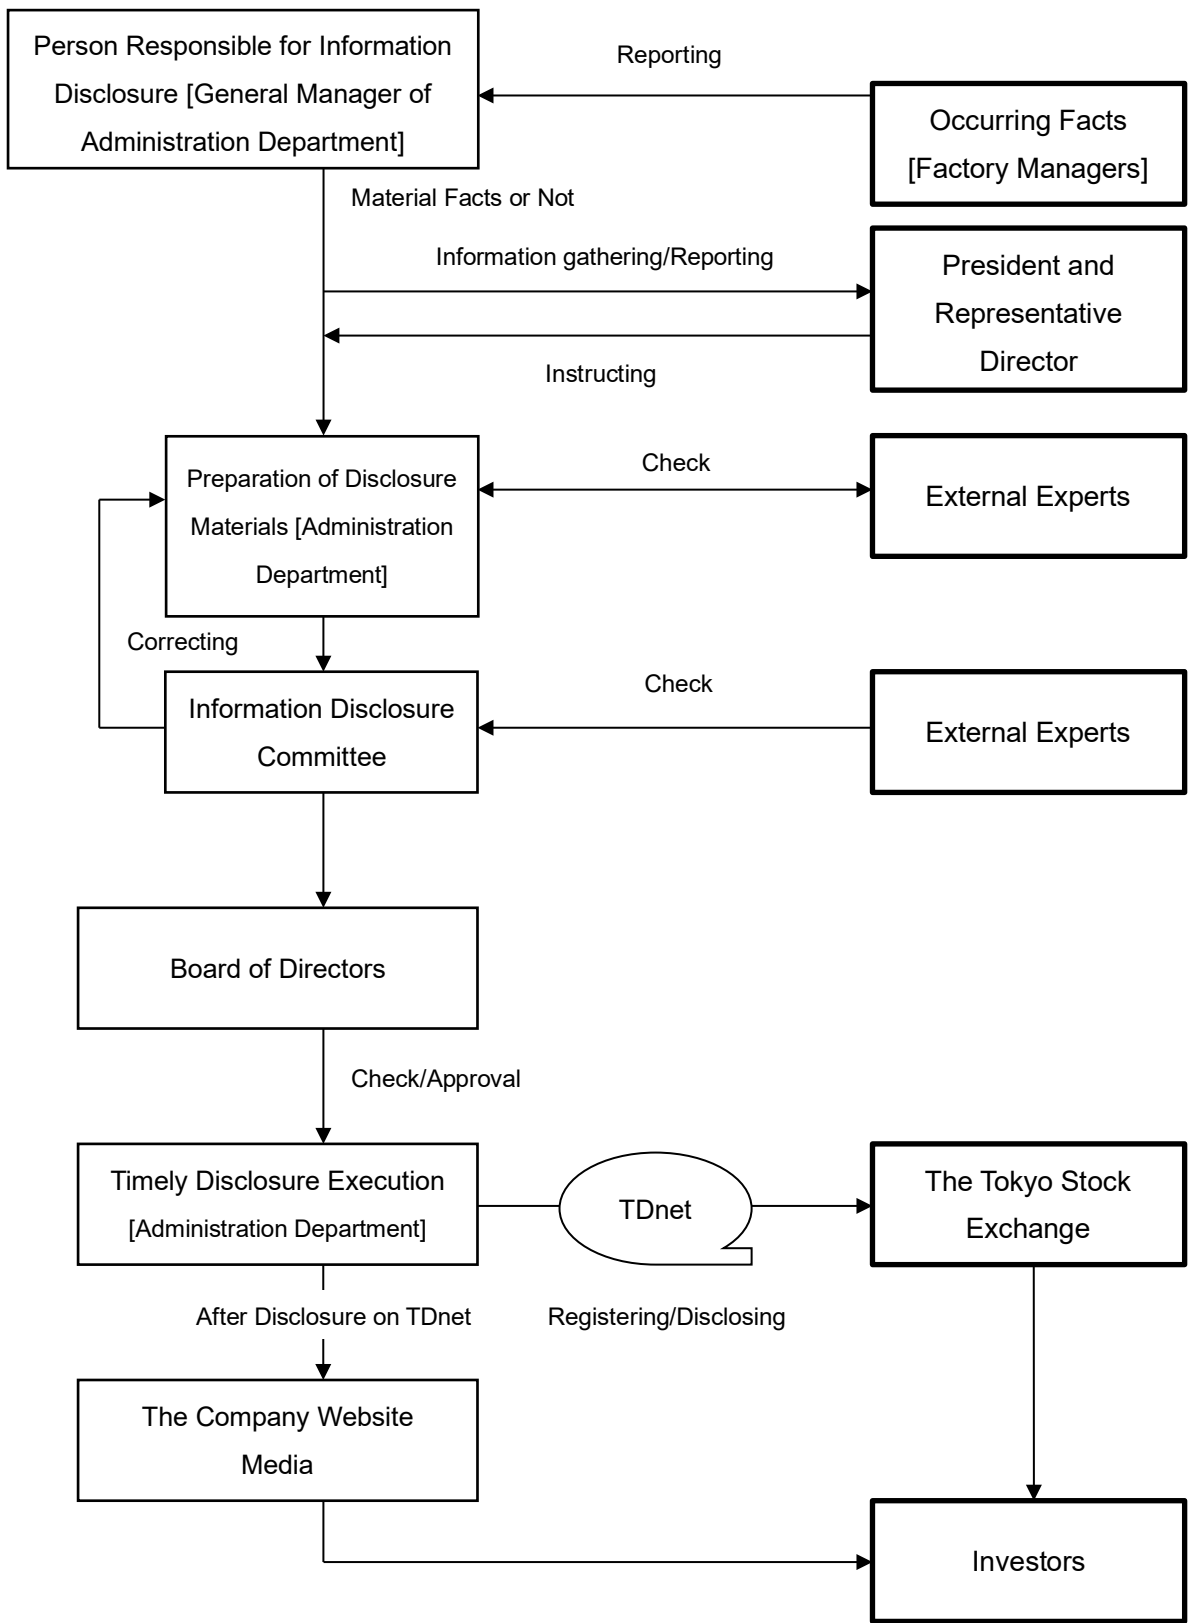 Person Responsible for Information
Disclosure [General Manager of
Administration Department]
Reporting
Occurring Facts
[Factory Managers]
Material Facts or Not
Information gathering/Reporting
President and
Representative
Director
Instructing
Preparation of Disclosure
Materials [Administration
Department]
Check
External Experts
Correcting
Information Disclosure
Committee
Check
External Experts
Board of Directors
Check/Approval
Timely Disclosure Execution
[Administration Department]
TDnet
The Tokyo Stock
Exchange
After Disclosure on TDnet
Registering/Disclosing
The Company Website
Media
Investors